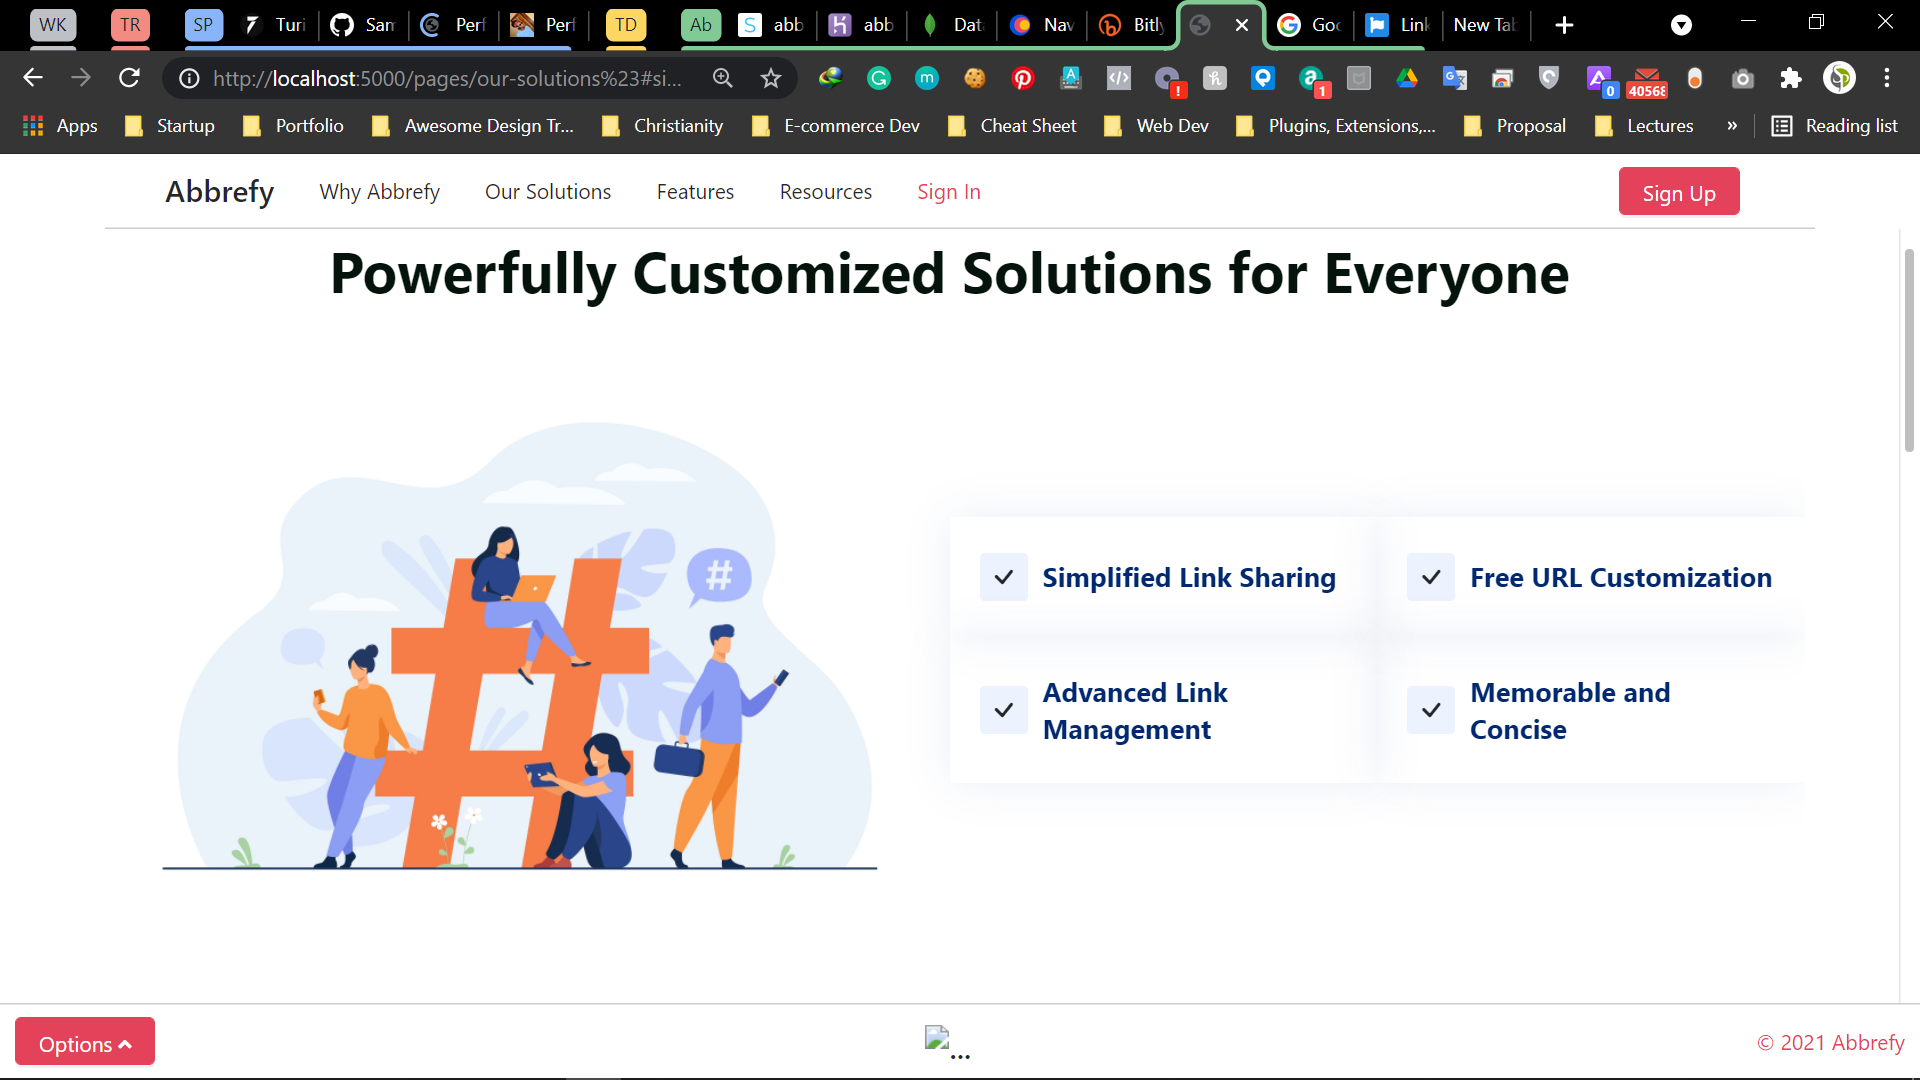 WK TR SP Turi Sam Perf Perf TD Ab abb abb Dat Nav Bitly Goo Link New Tab
http://localhost:5000/pages/our-solutions%23#si... 1 0 40568
Apps Startup Portfolio Awesome Design Tr... Christianity E-commerce Dev Cheat Sheet Web Dev Plugins, Extensions,... Proposal Lectures » Reading list
Abbrefy Why Abbrefy Our Solutions Features Resources Sign In Sign Up
Powerfully Customized Solutions for Everyone
#
Simplified Link Sharing
Free URL Customization
Advanced Link
Management
Memorable and
Concise
Options
...
© 2021 Abbrefy